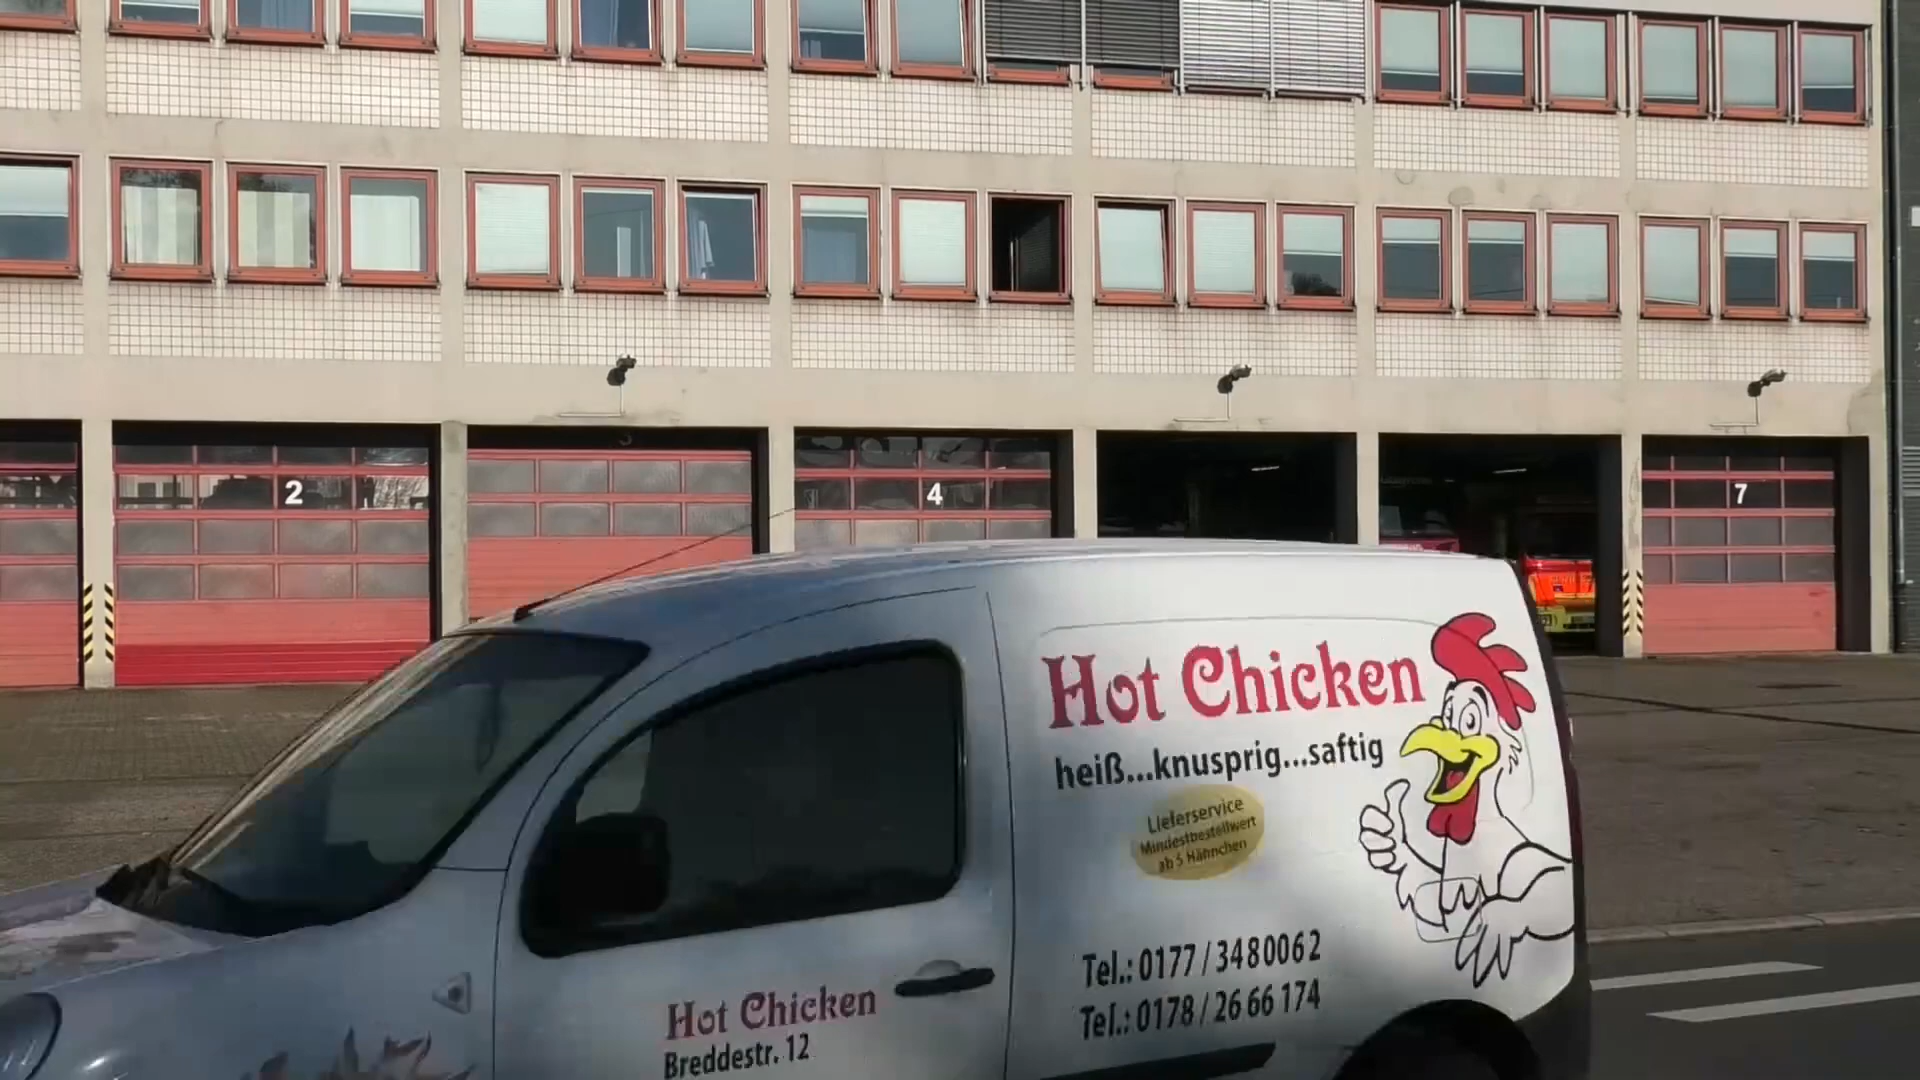 2
4
7
Hot Chicken
heiß...knusprig...saftig
Lieferservice
Mindestbestellwert
ab 5 Hähnchen
Tel.: 0177 / 3480062
Tel.: 0178 / 26 66 174
Hot Chicken
Breddestr. 12